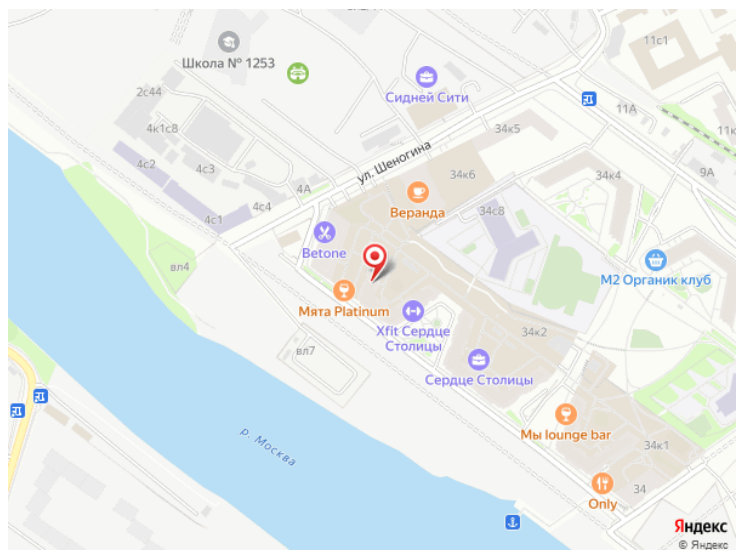 11с1
Школа № 1253
Сидней Сити
2с44
11А
4к1с8
34к5
11к
ул. Шеногина
4с2
4с3
34к6
34к4
9А
4А
4с1
4с4
Веранда
34с8
Betone
вл4
М2 Органик клуб
Мята Platinum
Xfit Сердце
Столицы
34к2
вл7
Сердце Столицы
р. Москва
Мы lounge bar
34к1
34
Only
Яндекс
© Яндекс